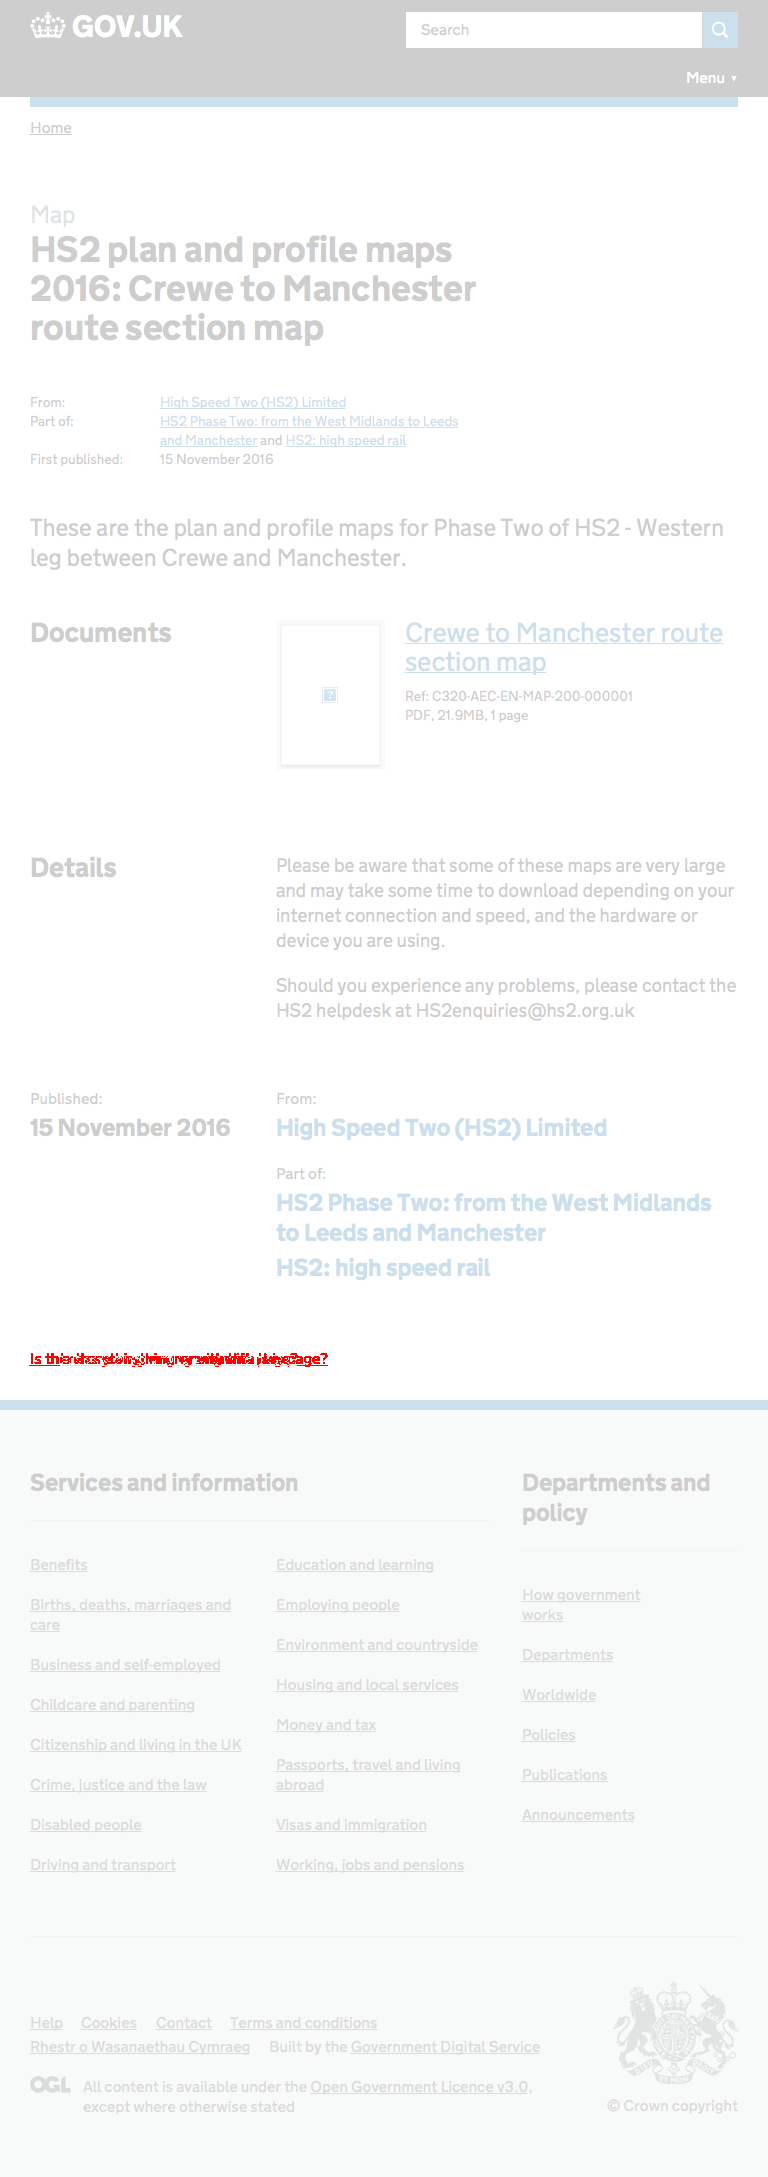 GOV.UK
Search
Menu ▼
Home
Map
HS2 plan and profile maps
2016: Crewe to Manchester
route section map
From: High Speed Two (HS2) Limited
Part of: HS2 Phase Two: from the West Midlands to Leeds
and Manchester and HS2: high speed rail
First published: 15 November 2016
These are the plan and profile maps for Phase Two of HS2 - Western
leg between Crewe and Manchester.
Documents
Crewe to Manchester route
section map
Ref: C320-AEC-EN-MAP-200-000001
PDF, 21.9MB, 1 page
Details
Please be aware that some of these maps are very large
and may take some time to download depending on your
internet connection and speed, and the hardware or
device you are using.
Should you experience any problems, please contact the
HS2 helpdesk at HS2enquiries@hs2.org.uk
Published:
15 November 2016
From:
High Speed Two (HS2) Limited
Part of:
HS2 Phase Two: from the West Midlands
to Leeds and Manchester
HS2: high speed rail
Is page?
Services and information
Benefits
Births, deaths, marriages and
care
Business and self-employed
Childcare and parenting
Citizenship and living in the UK
Crime, justice and the law
Disabled people
Driving and transport
Education and learning
Employing people
Environment and countryside
Housing and local services
Money and tax
Passports, travel and living
abroad
Visas and immigration
Working, jobs and pensions
Departments and
policy
How government
works
Departments
Worldwide
Policies
Publications
Announcements
Help Cookies Contact Terms and conditions
Rhestr o Wasanaethau Cymraeg Built by the Government Digital Service
OGL All content is available under the Open Government Licence v3.0,
except where otherwise stated
© Crown copyright